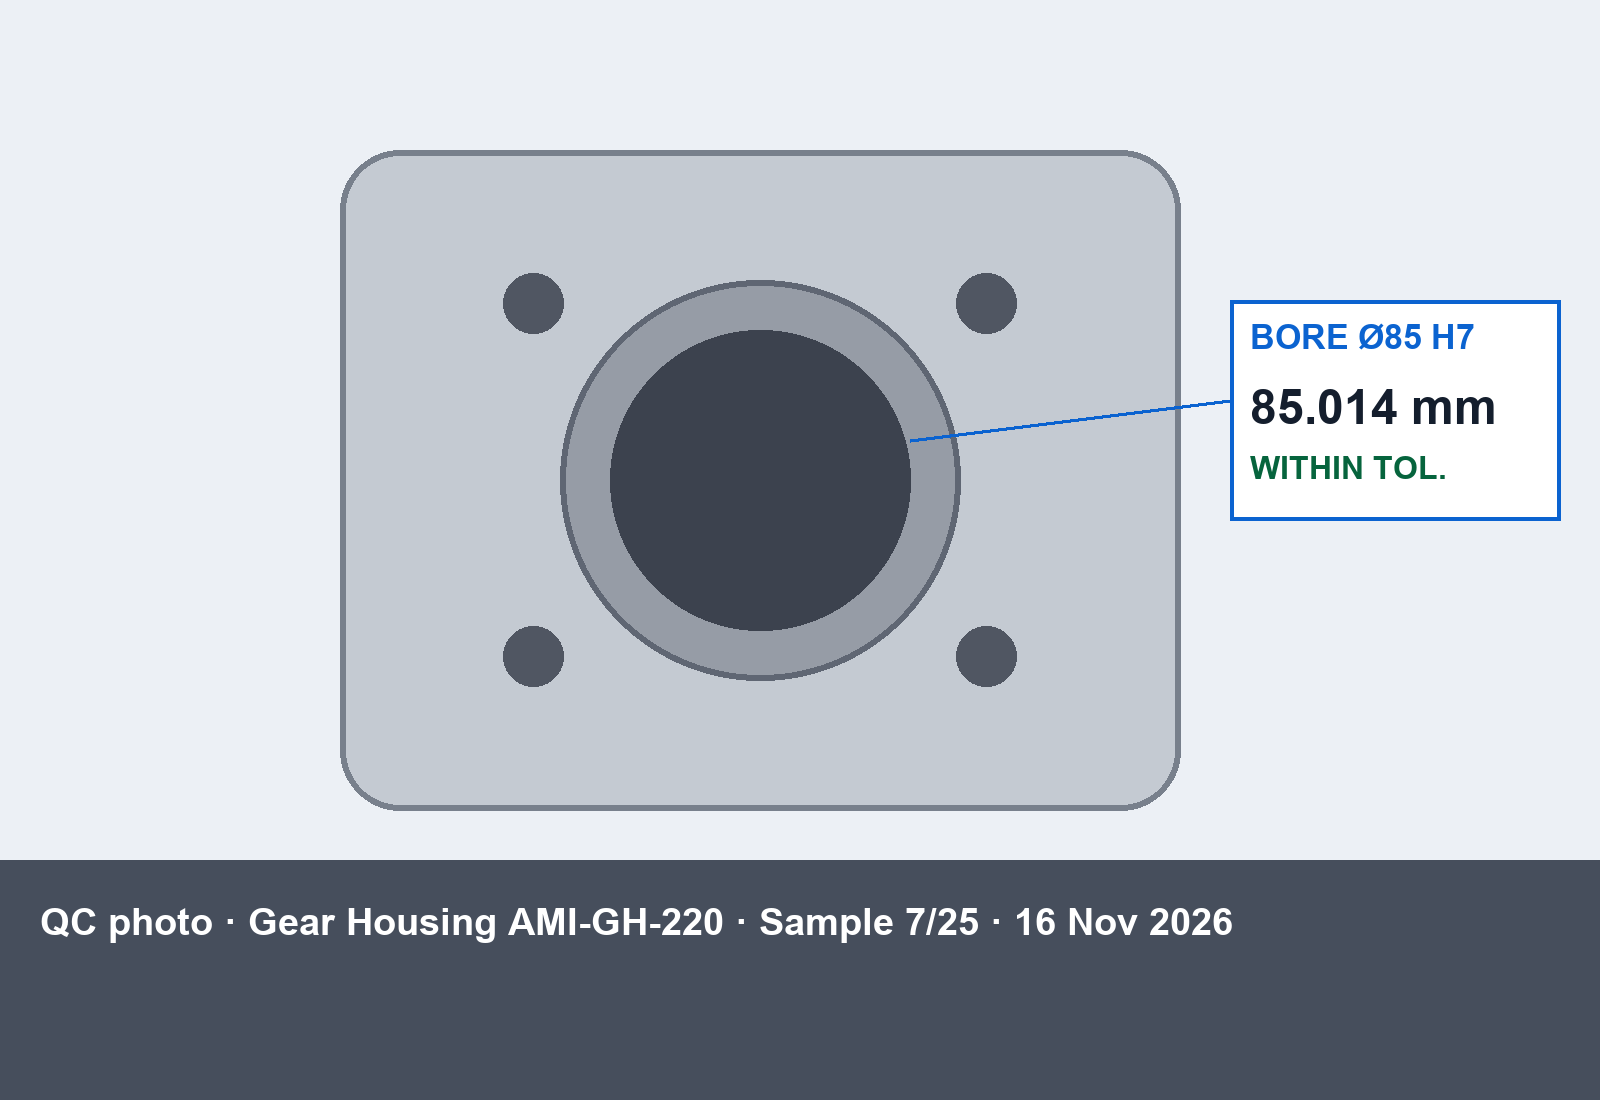 BORE Ø85 H7
85.014 mm
WITHIN TOL.
QC photo · Gear Housing AMI-GH-220 · Sample 7/25 · 16 Nov 2026